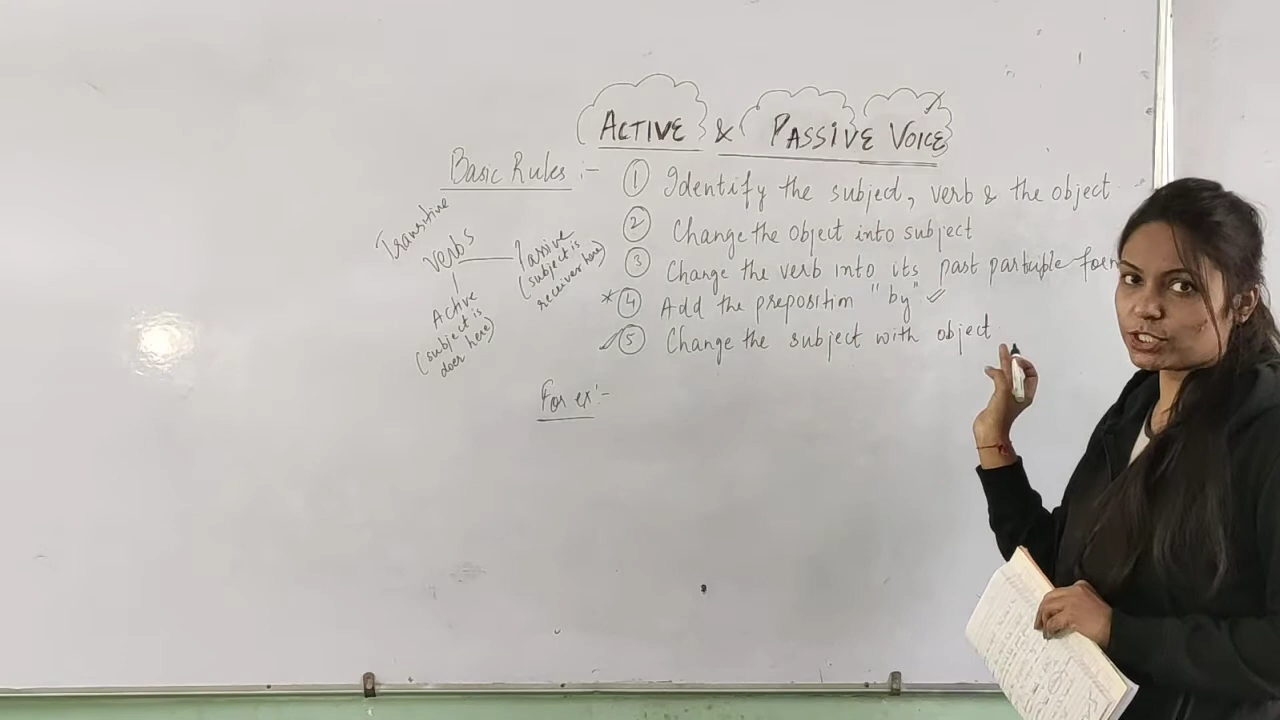 ACTIVE & PASSIVE VOICE
Basic Rules :-
① Identify the subject, verb & the object
② Change the object into subject
③ Change the verb into its past participle form
* ④ Add the preposition "by"
⑤ Change the subject with object
Transitive
Verbs
Passive
(subject is
receiver here)
Active
(subject is
doer here)
For ex:-